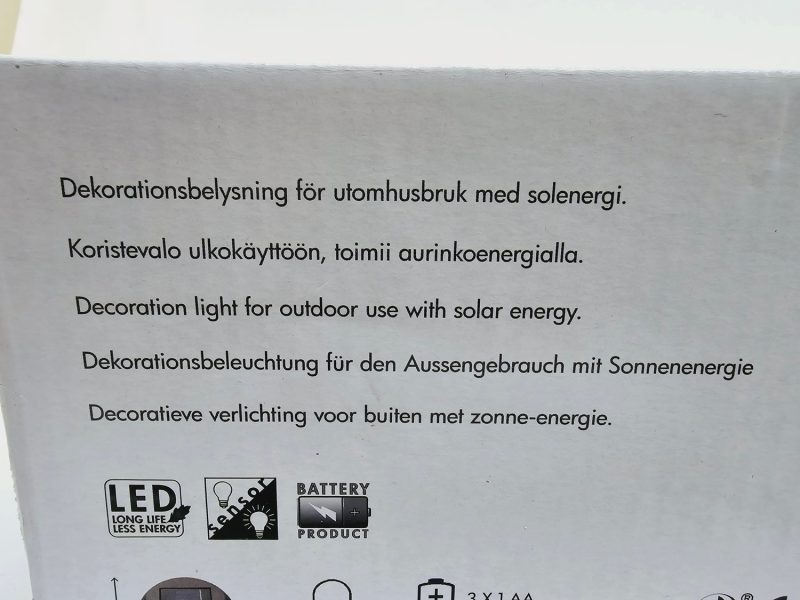 Dekorationsbelysning för utomhusbruk med solenergi.
Koristevalo ulkokäyttöön, toimii aurinkoenergialla.
Decoration light for outdoor use with solar energy.
Dekorationsbeleuchtung für den Aussengebrauch mit Sonnenenergie
Decoratieve verlichting voor buiten met zonne-energie.
LED
LONG LIFE
LESS ENERGY
sensor
BATTERY
PRODUCT
3 X 1 AA
®